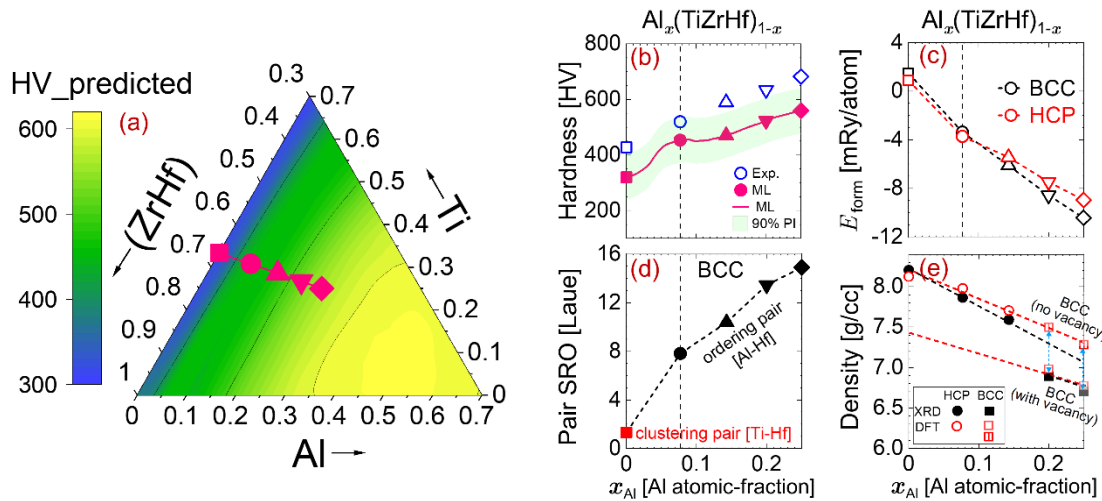 HV_predicted
(a)
600
500
400
300
0.3
0.4
0.5
0.6
0.7
0.8
0.9
1
(ZrHf)
0.7
0.6
0.5
0.4
0.3
0.2
0.1
0
Ti
0 0.1 0.2 0.3 0.4 0.5 0.6 0.7
Al
Alₓ(TiZrHf)₁₋ₓ
(b)
Hardness [HV]
800
600
400
200
Exp.
ML
ML
90% PI
Alₓ(TiZrHf)₁₋ₓ
(c)
E_form [mRy/atom]
4
0
-4
-8
-12
BCC
HCP
(d)
BCC
Pair SRO [Laue]
16
12
8
4
0
ordering pair
[Al-Hf]
clustering pair [Ti-Hf]
0 0.1 0.2
x_Al [Al atomic-fraction]
(e)
Density [g/cc]
8.0
7.5
7.0
6.5
6.0
BCC
(no vacancy)
BCC
(with vacancy)
HCP BCC
XRD
DFT
0 0.1 0.2
x_Al [Al atomic-fraction]